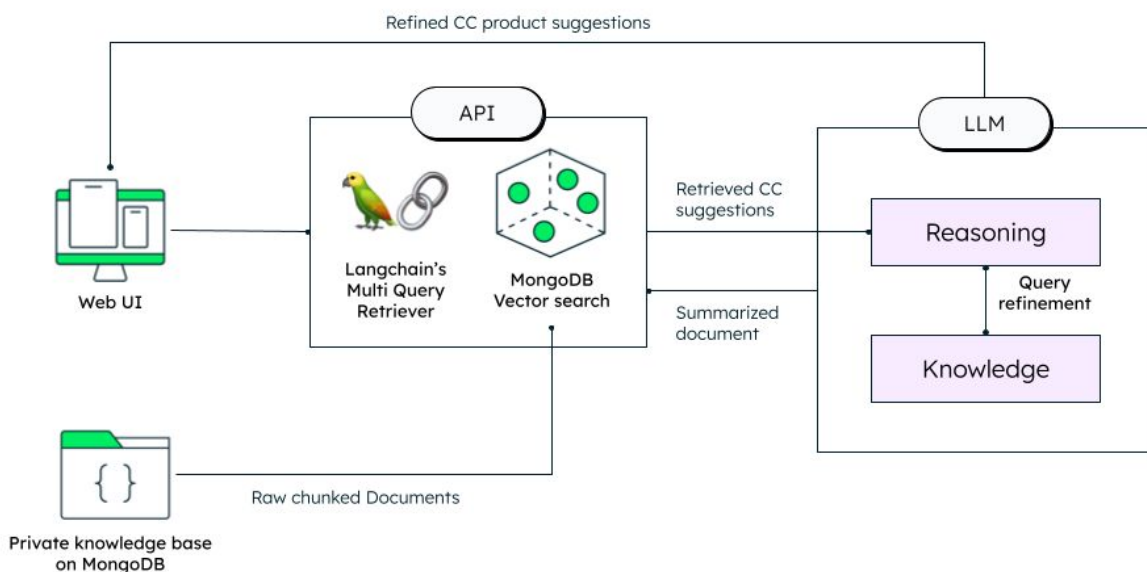 Refined CC product suggestions
API
LLM
Retrieved CC
suggestions
Reasoning
Langchain's
Multi Query
Retriever
MongoDB
Vector search
Web UI
Query
refinement
Summarized
document
Knowledge
{ }
Raw chunked Documents
Private knowledge base
on MongoDB